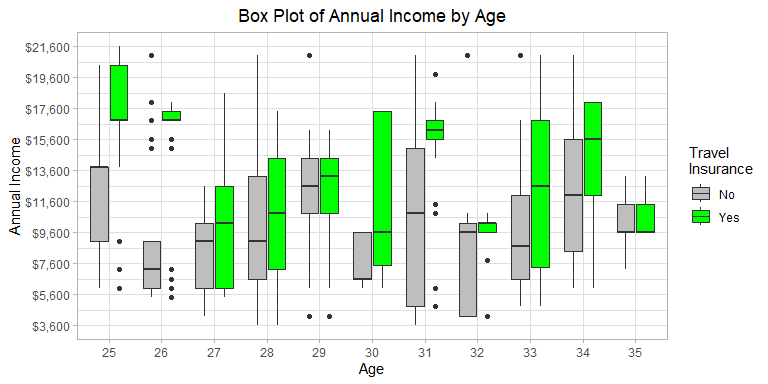 Box Plot of Annual Income by Age
$21,600
$19,600
$17,600
$15,600
$13,600
$11,600
$9,600
$7,600
$5,600
$3,600
Annual Income
25 26 27 28 29 30 31 32 33 34 35
Age
Travel
Insurance
No
Yes